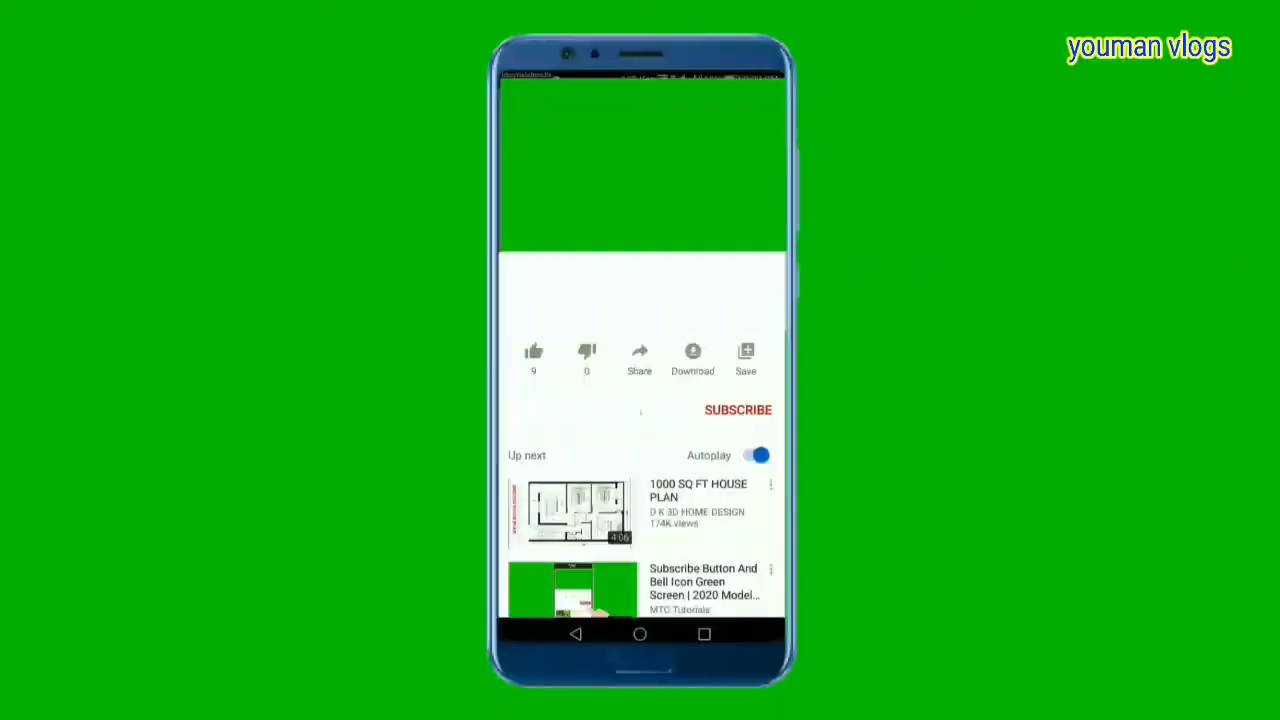 youman vlogs
9
0
Share
Download
Save
SUBSCRIBE
Up next
Autoplay
1000 SQ FT HOUSE
PLAN
D K 3D HOME DESIGN
174K views
4:06
Subscribe Button And
Bell Icon Green
Screen | 2020 Model...
MTC Tutorials